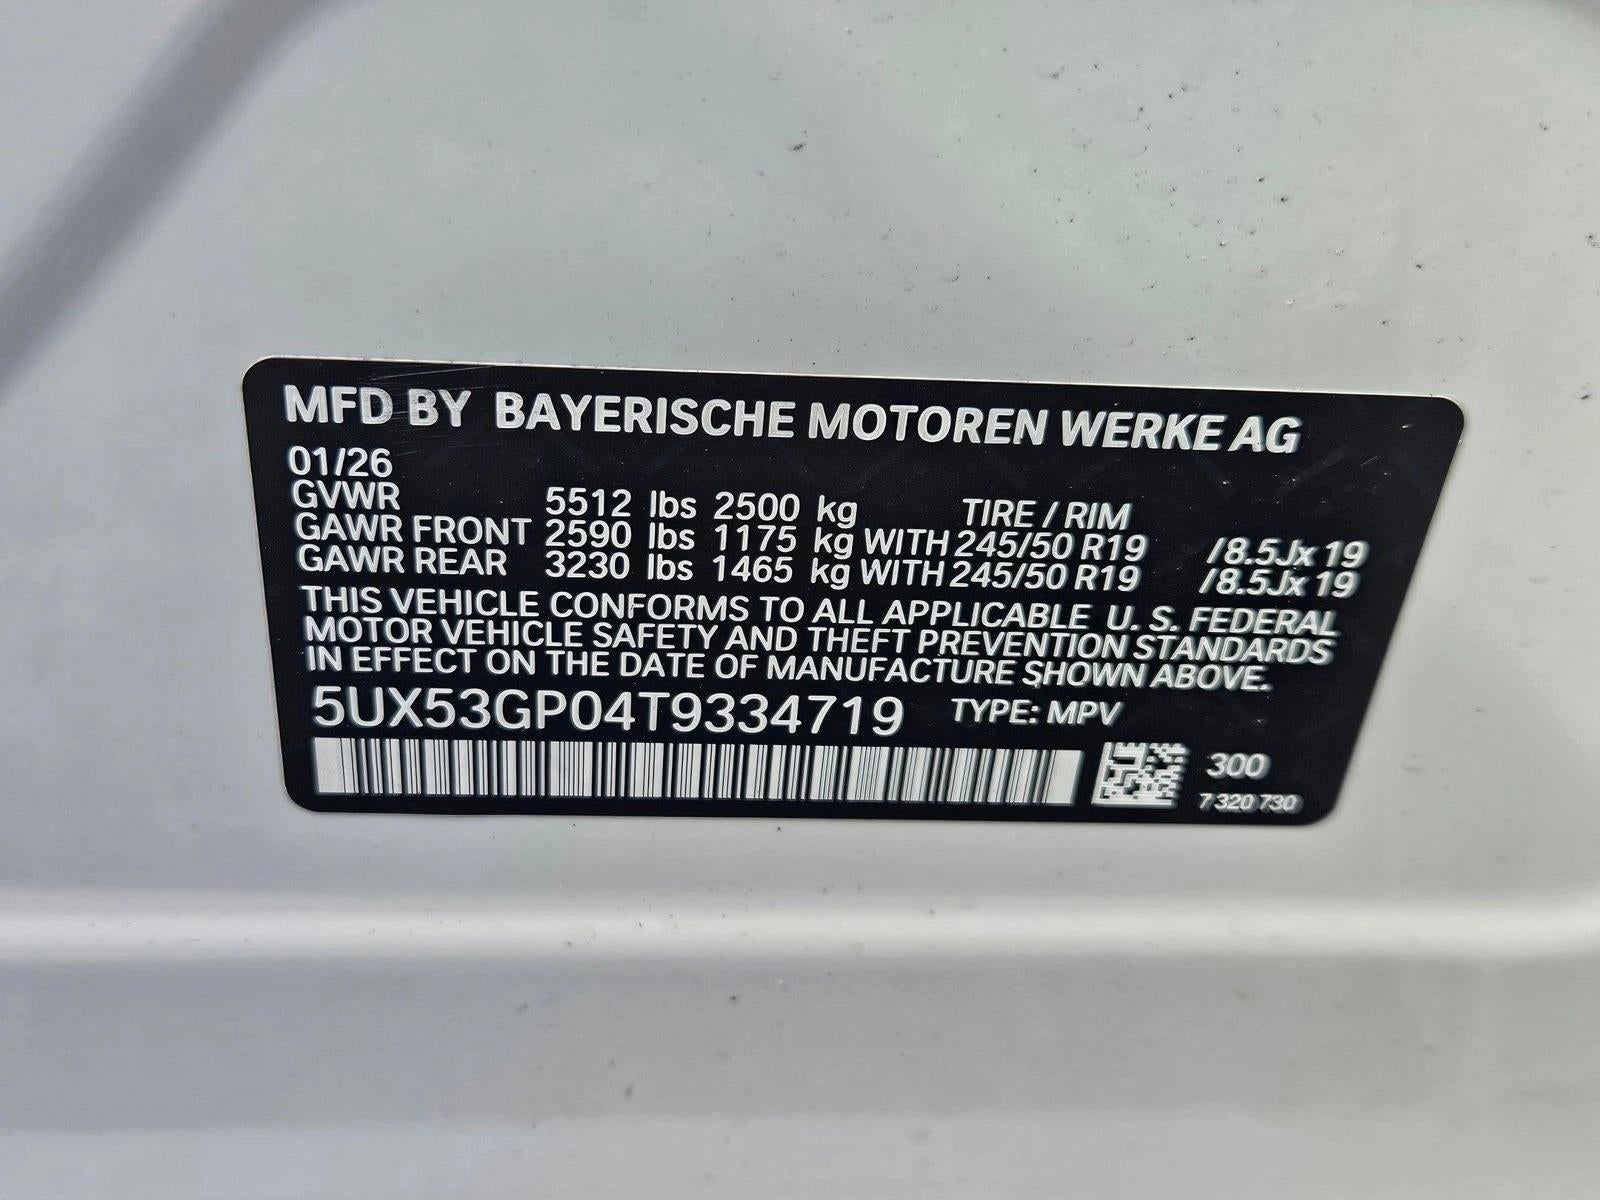 MFD BY BAYERISCHE MOTOREN WERKE AG
01/26
GVWR 5512 lbs 2500 kg TIRE / RIM
GAWR FRONT 2590 lbs 1175 kg WITH 245/50 R19 /8.5Jx 19
GAWR REAR 3230 lbs 1465 kg WITH 245/50 R19 /8.5Jx 19
THIS VEHICLE CONFORMS TO ALL APPLICABLE U. S. FEDERAL
MOTOR VEHICLE SAFETY AND THEFT PREVENTION STANDARDS
IN EFFECT ON THE DATE OF MANUFACTURE SHOWN ABOVE.
5UX53GP04T9334719 TYPE: MPV
300
7 320 730